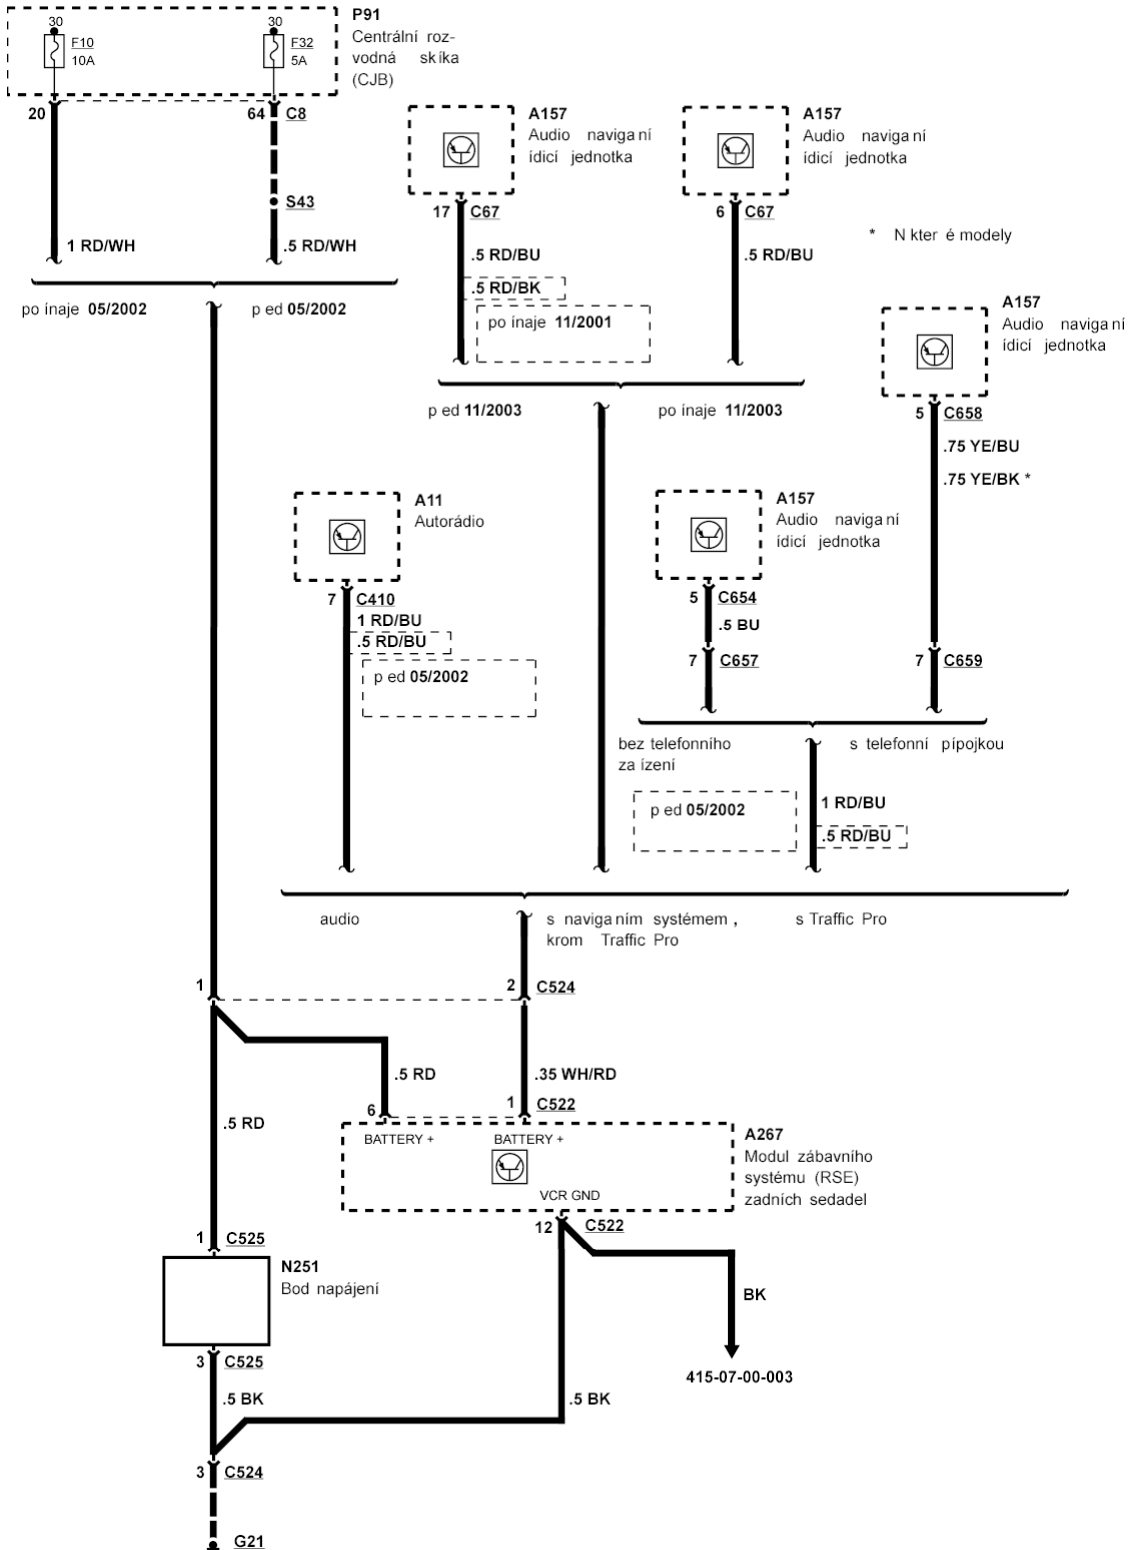 P91
Centrální roz-
vodná skíka
(CJB)
30
F10
10A
30
F32
5A
20
64 C8
S43
1 RD/WH
.5 RD/WH
po ínaje 05/2002
p ed 05/2002
A157
Audio naviga ní
ídicí jednotka
17 C67
.5 RD/BU
.5 RD/BK
po ínaje 11/2001
A157
Audio naviga ní
ídicí jednotka
6 C67
.5 RD/BU
p ed 11/2003
po ínaje 11/2003
* N kter é modely
A157
Audio naviga ní
ídicí jednotka
5 C658
.75 YE/BU
.75 YE/BK *
A11
Autorádio
7 C410
1 RD/BU
.5 RD/BU
p ed 05/2002
A157
Audio naviga ní
ídicí jednotka
5 C654
.5 BU
7 C657
7 C659
bez telefonního
za ízení
s telefonní pípojkou
p ed 05/2002
1 RD/BU
.5 RD/BU
audio
s naviga ním systémem ,
krom Traffic Pro
s Traffic Pro
1
2 C524
.5 RD
.35 WH/RD
6
1 C522
.5 RD
BATTERY +
BATTERY +
VCR GND
A267
Modul zábavního
systému (RSE)
zadních sedadel
12 C522
1 C525
N251
Bod napájení
BK
415-07-00-003
3 C525
.5 BK
.5 BK
3 C524
G21